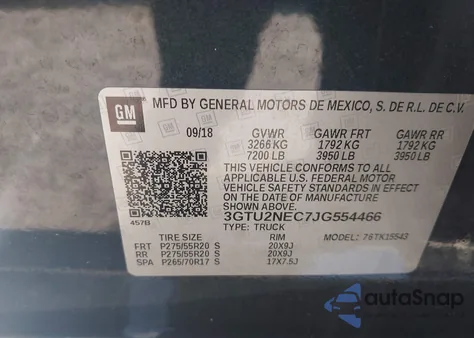 GM MFD BY GENERAL MOTORS DE MEXICO, S. DE R.L. DE C.V.
09/18 GVWR GAWR FRT GAWR RR
3266 KG 1792 KG 1792 KG
7200 LB 3950 LB 3950 LB
THIS VEHICLE CONFORMS TO ALL APPLICABLE
U.S. FEDERAL MOTOR
VEHICLE SAFETY STANDARDS IN EFFECT ON
THE DATE OF MANUFACTURE
SHOWN ABOVE.
3GTU2NEC7JG554466
457B TYPE: TRUCK MODEL: 76TK15543
TIRE SIZE RIM
FRT P275/55R20 S 20X9J
RR P275/55R20 S 20X9J
SPA P265/70R17 S 17X7.5J
autoSnap